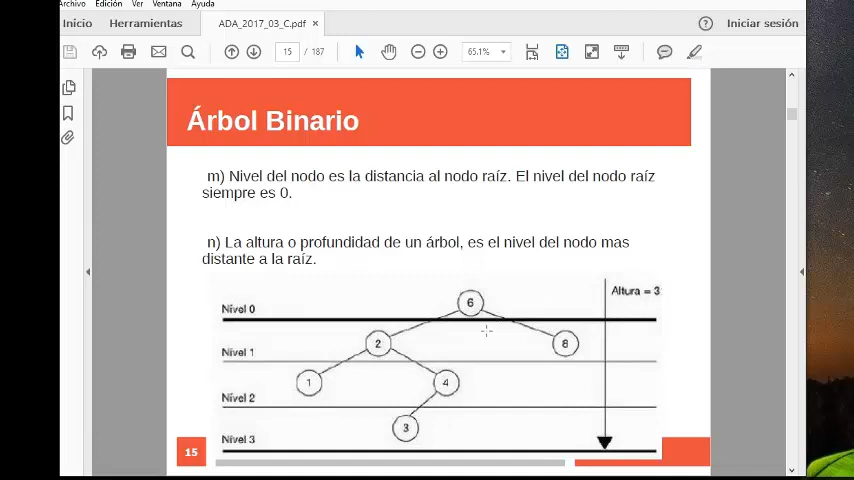 Archivo Edición Ver Ventana Ayuda
Inicio Herramientas ADA_2017_03_C.pdf × ? Iniciar sesión
15 / 187 65.1%
Árbol Binario
m) Nivel del nodo es la distancia al nodo raíz. El nivel del nodo raíz
siempre es 0.
n) La altura o profundidad de un árbol, es el nivel del nodo mas
distante a la raíz.
Altura = 3
6
Nivel 0
2 8
Nivel 1
1 4
Nivel 2
3
Nivel 3
15